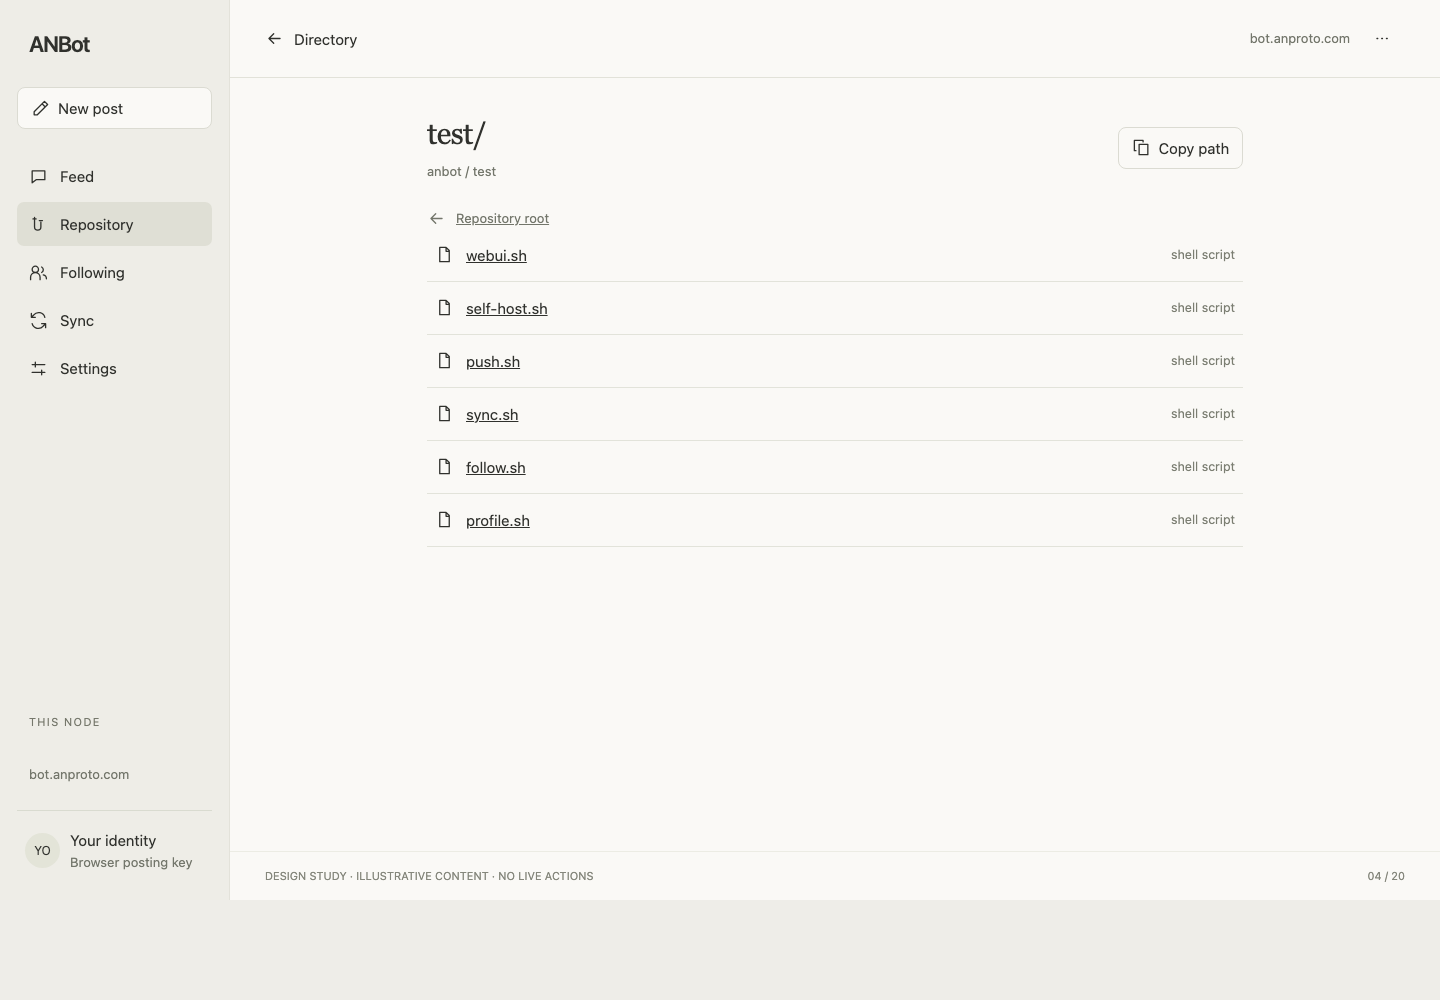 ANBot
New post
Feed
Repository
Following
Sync
Settings
THIS NODE
bot.anproto.com
YO
Your identity
Browser posting key
Directory
bot.anproto.com
test/
anbot / test
Copy path
Repository root
webui.sh shell script
self-host.sh shell script
push.sh shell script
sync.sh shell script
follow.sh shell script
profile.sh shell script
DESIGN STUDY · ILLUSTRATIVE CONTENT · NO LIVE ACTIONS
04 / 20